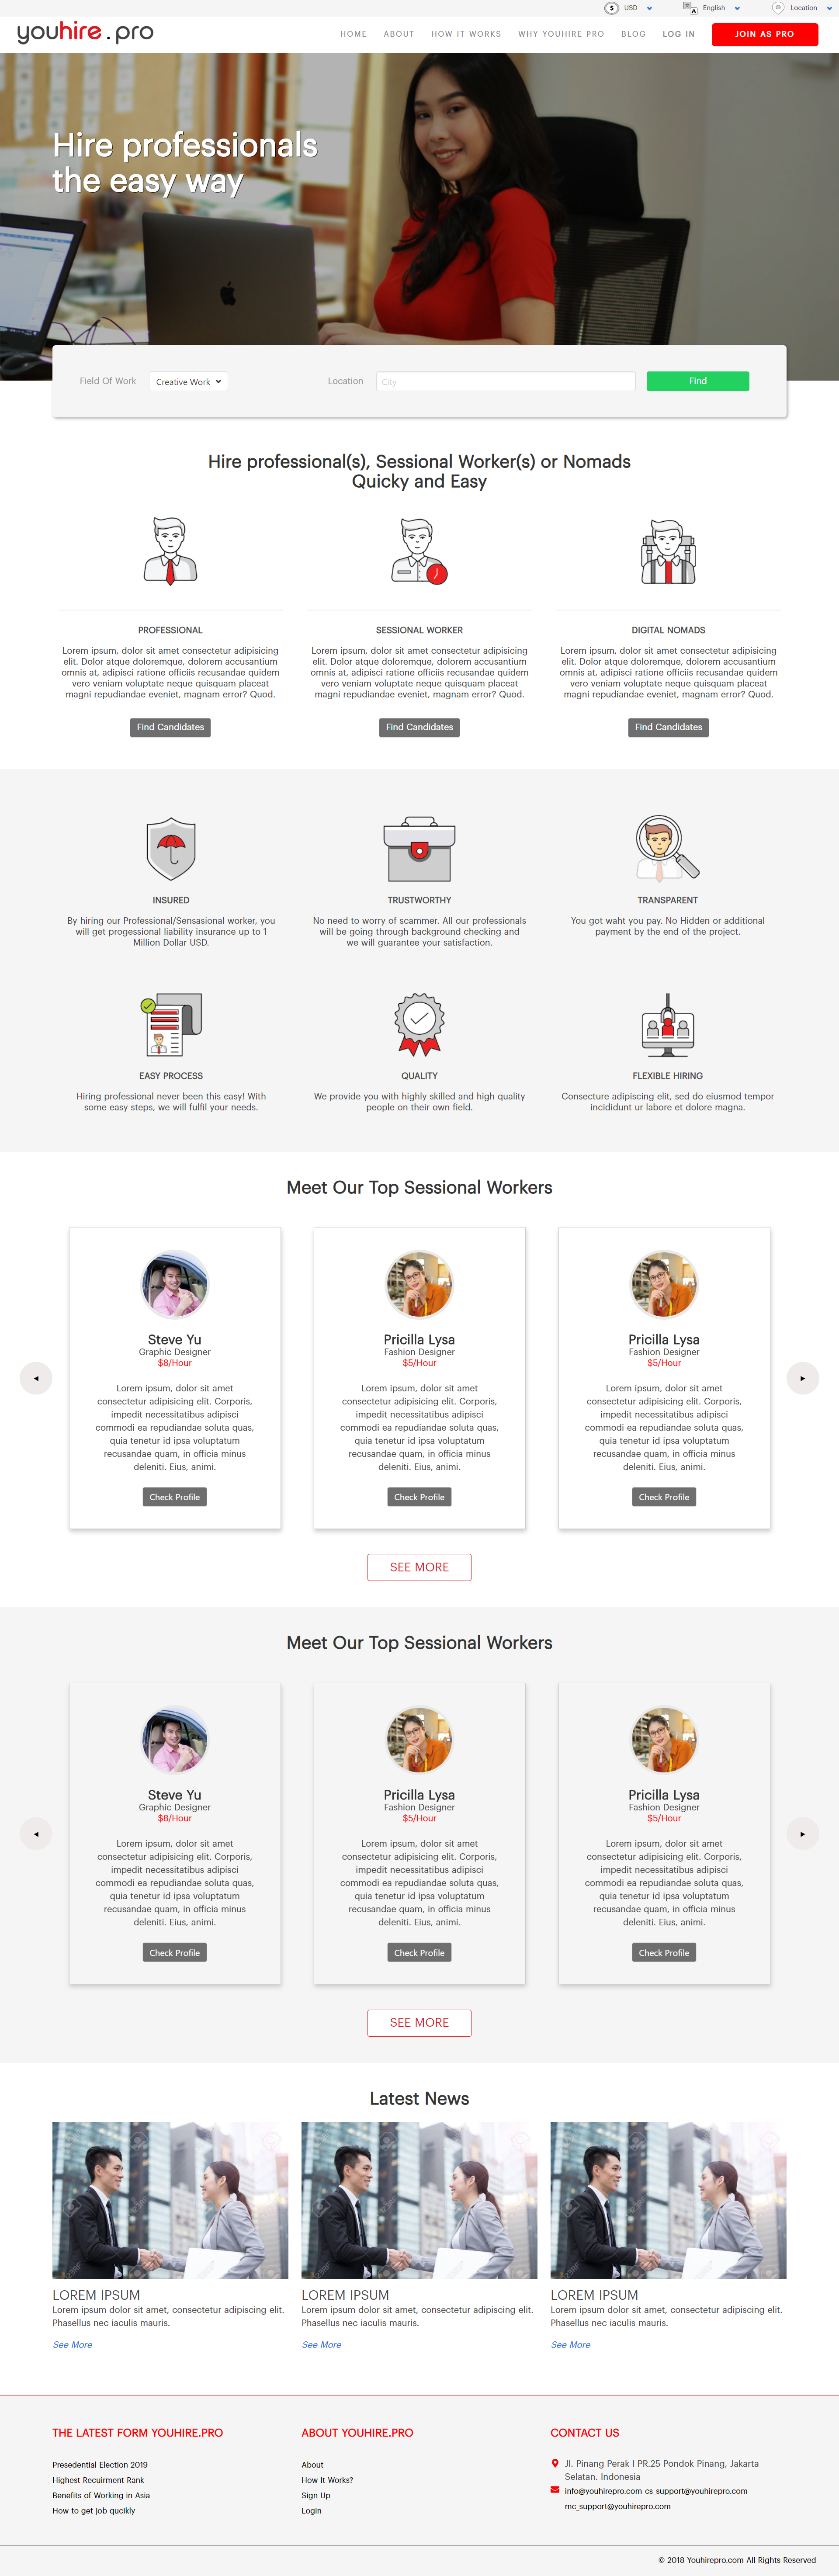 USD English Location
youhire.pro HOME ABOUT HOW IT WORKS WHY YOUHIRE PRO BLOG LOG IN JOIN AS PRO
Hire professionals
the easy way
Field Of Work Creative Work Location City Find
Hire professional(s), Sessional Worker(s) or Nomads
Quicky and Easy
PROFESSIONAL
Lorem ipsum, dolor sit amet consectetur adipisicing
elit. Dolor atque doloremque, dolorem accusantium
omnis at, adipisci ratione officiis recusandae quidem
vero veniam voluptate neque quisquam placeat
magni repudiandae eveniet, magnam error? Quod.
Find Candidates
SESSIONAL WORKER
Lorem ipsum, dolor sit amet consectetur adipisicing
elit. Dolor atque doloremque, dolorem accusantium
omnis at, adipisci ratione officiis recusandae quidem
vero veniam voluptate neque quisquam placeat
magni repudiandae eveniet, magnam error? Quod.
Find Candidates
DIGITAL NOMADS
Lorem ipsum, dolor sit amet consectetur adipisicing
elit. Dolor atque doloremque, dolorem accusantium
omnis at, adipisci ratione officiis recusandae quidem
vero veniam voluptate neque quisquam placeat
magni repudiandae eveniet, magnam error? Quod.
Find Candidates
INSURED
By hiring our Professional/Sensasional worker, you
will get progessional liability insurance up to 1
Million Dollar USD.
TRUSTWORTHY
No need to worry of scammer. All our professionals
will be going through background checking and
we will guarantee your satisfaction.
TRANSPARENT
You got waht you pay. No Hidden or additional
payment by the end of the project.
EASY PROCESS
Hiring professional never been this easy! With
some easy steps, we will fulfil your needs.
QUALITY
We provide you with highly skilled and high quality
people on their own field.
FLEXIBLE HIRING
Consecture adipiscing elit, sed do eiusmod tempor
incididunt ur labore et dolore magna.
Meet Our Top Sessional Workers
Steve Yu
Graphic Designer
$8/Hour
Lorem ipsum, dolor sit amet
consectetur adipisicing elit. Corporis,
impedit necessitatibus adipisci
commodi ea repudiandae soluta quas,
quia tenetur id ipsa voluptatum
recusandae quam, in officia minus
deleniti. Eius, animi.
Check Profile
Pricilla Lysa
Fashion Designer
$5/Hour
Lorem ipsum, dolor sit amet
consectetur adipisicing elit. Corporis,
impedit necessitatibus adipisci
commodi ea repudiandae soluta quas,
quia tenetur id ipsa voluptatum
recusandae quam, in officia minus
deleniti. Eius, animi.
Check Profile
Pricilla Lysa
Fashion Designer
$5/Hour
Lorem ipsum, dolor sit amet
consectetur adipisicing elit. Corporis,
impedit necessitatibus adipisci
commodi ea repudiandae soluta quas,
quia tenetur id ipsa voluptatum
recusandae quam, in officia minus
deleniti. Eius, animi.
Check Profile
SEE MORE
Meet Our Top Sessional Workers
Steve Yu
Graphic Designer
$8/Hour
Lorem ipsum, dolor sit amet
consectetur adipisicing elit. Corporis,
impedit necessitatibus adipisci
commodi ea repudiandae soluta quas,
quia tenetur id ipsa voluptatum
recusandae quam, in officia minus
deleniti. Eius, animi.
Check Profile
Pricilla Lysa
Fashion Designer
$5/Hour
Lorem ipsum, dolor sit amet
consectetur adipisicing elit. Corporis,
impedit necessitatibus adipisci
commodi ea repudiandae soluta quas,
quia tenetur id ipsa voluptatum
recusandae quam, in officia minus
deleniti. Eius, animi.
Check Profile
Pricilla Lysa
Fashion Designer
$5/Hour
Lorem ipsum, dolor sit amet
consectetur adipisicing elit. Corporis,
impedit necessitatibus adipisci
commodi ea repudiandae soluta quas,
quia tenetur id ipsa voluptatum
recusandae quam, in officia minus
deleniti. Eius, animi.
Check Profile
SEE MORE
Latest News
LOREM IPSUM
Lorem ipsum dolor sit amet, consectetur adipiscing elit.
Phasellus nec iaculis mauris.
See More
LOREM IPSUM
Lorem ipsum dolor sit amet, consectetur adipiscing elit.
Phasellus nec iaculis mauris.
See More
LOREM IPSUM
Lorem ipsum dolor sit amet, consectetur adipiscing elit.
Phasellus nec iaculis mauris.
See More
THE LATEST FORM YOUHIRE.PRO
Presedential Election 2019
Highest Recuirment Rank
Benefits of Working in Asia
How to get job qucikly
ABOUT YOUHIRE.PRO
About
How It Works?
Sign Up
Login
CONTACT US
Jl. Pinang Perak I PR.25 Pondok Pinang, Jakarta
Selatan. Indonesia
info@youhirepro.com cs_support@youhirepro.com
mc_support@youhirepro.com
© 2018 Youhirepro.com All Rights Reserved